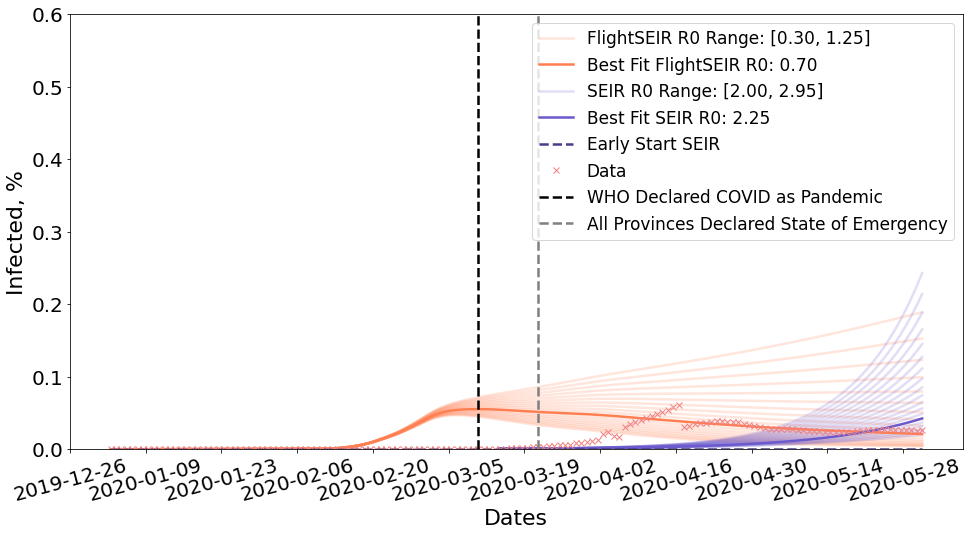 0.6
0.5
0.4
0.3
0.2
0.1
0.0
Infected, %
FlightSEIR R0 Range: [0.30, 1.25]
Best Fit FlightSEIR R0: 0.70
SEIR R0 Range: [2.00, 2.95]
Best Fit SEIR R0: 2.25
Early Start SEIR
Data
WHO Declared COVID as Pandemic
All Provinces Declared State of Emergency
2019-12-26
2020-01-09
2020-01-23
2020-02-06
2020-02-20
2020-03-05
2020-03-19
2020-04-02
2020-04-16
2020-04-30
2020-05-14
2020-05-28
Dates